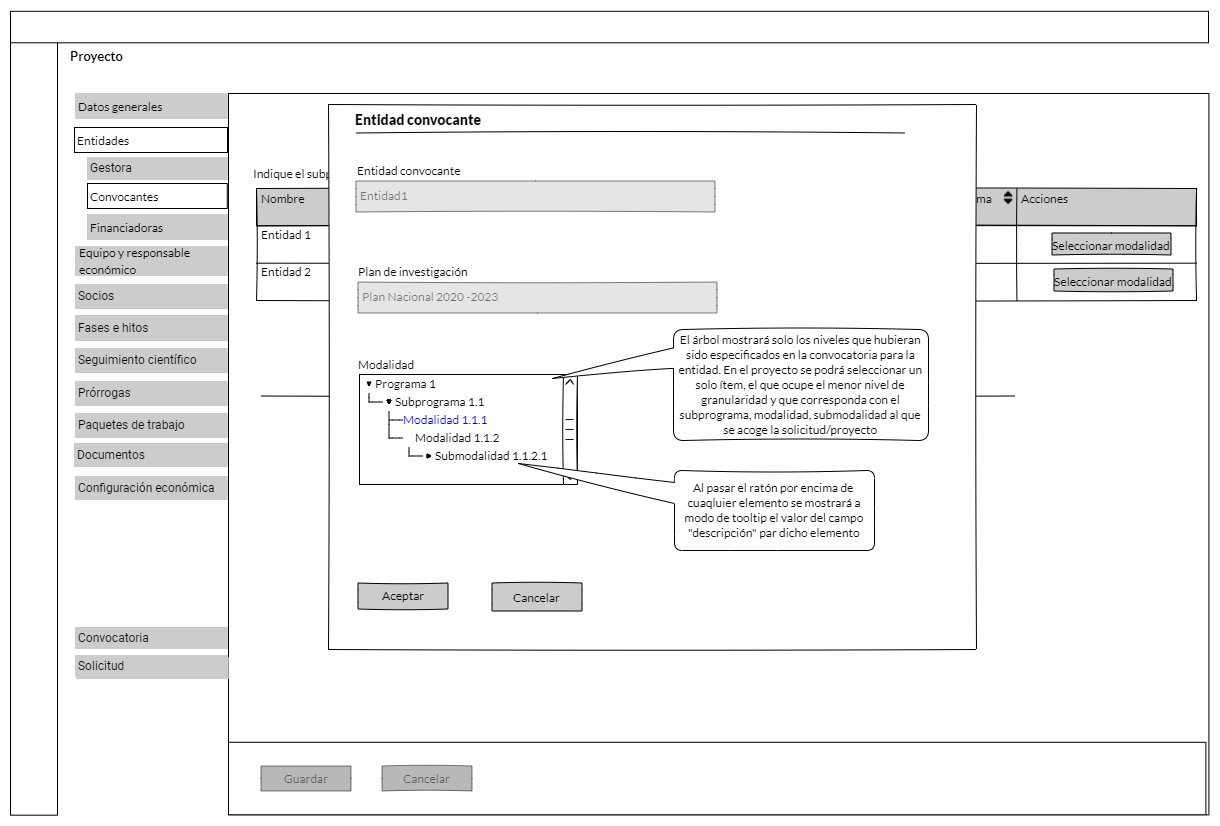 Proyecto
Datos generales
Entidades
Gestora
Convocantes
Financiadoras
Equipo y responsable
económico
Socios
Fases e hitos
Seguimiento científico
Prórrogas
Paquetes de trabajo
Documentos
Configuración económica
Convocatoria
Solicitud
Indique el subp
Nombre
ma
Acciones
Entidad 1
Seleccionar modalidad
Entidad 2
Seleccionar modalidad
Entidad convocante
Entidad convocante
Entidad1
Plan de investigación
Plan Nacional 2020 -2023
Modalidad
Programa 1
Subprograma 1.1
Modalidad 1.1.1
Modalidad 1.1.2
Submodalidad 1.1.2.1
El árbol mostrará solo los niveles que hubieran
sido especificados en la convocatoria para la
entidad. En el proyecto se podrá seleccionar un
solo ítem, el que ocupe el menor nivel de
granularidad y que corresponda con el
subprograma, modalidad, submodalidad al que
se acoge la solicitud/proyecto
Al pasar el ratón por encima de
cuaqluier elemento se mostrará a
modo de tooltip el valor del campo
"descripción" par dicho elemento
Aceptar
Cancelar
Guardar
Cancelar